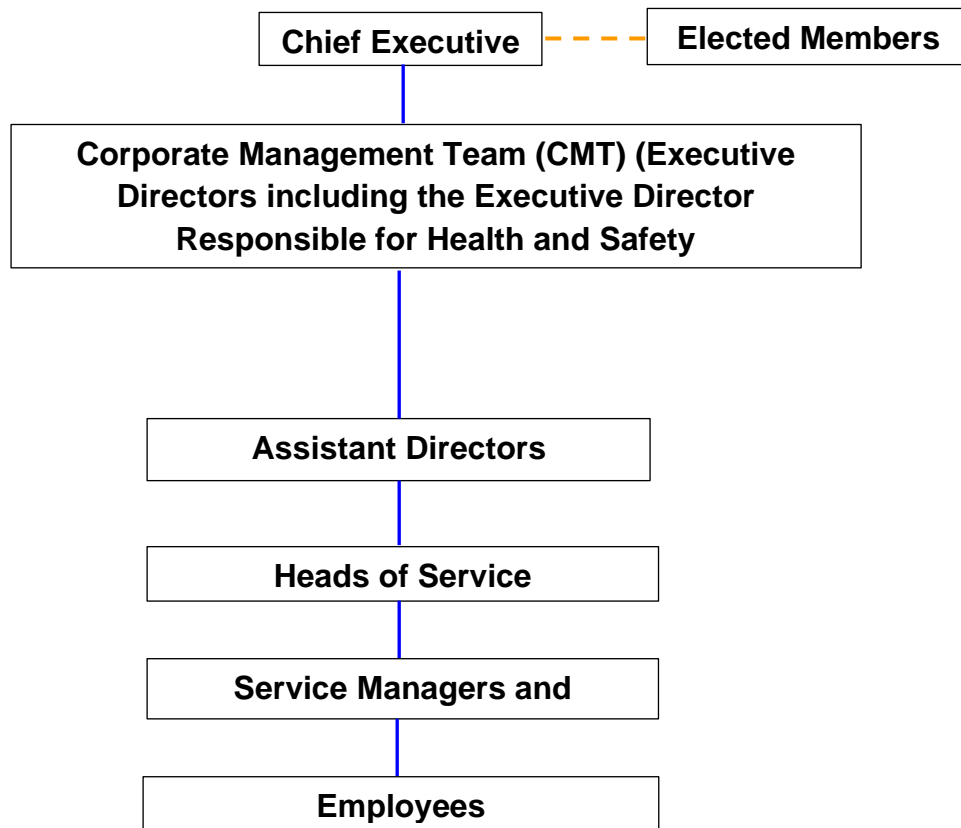 Chief Executive
Elected Members
Corporate Management Team (CMT) (Executive
Directors including the Executive Director
Responsible for Health and Safety
Assistant Directors
Heads of Service
Service Managers and
Employees